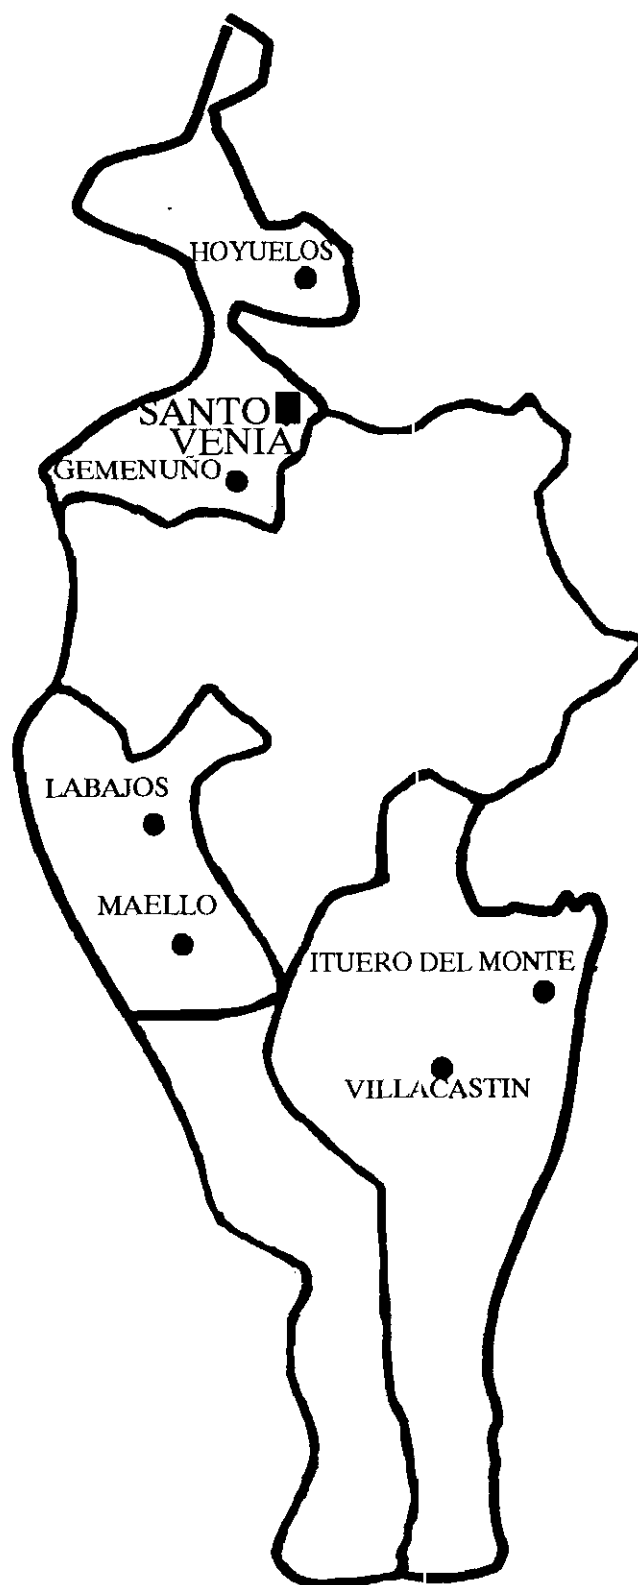 HOYUELOS
SANTO
VENIA
GEMENUÑO
LABAJOS
MAELLO
ITUERO DEL MONTE
VILLACASTIN